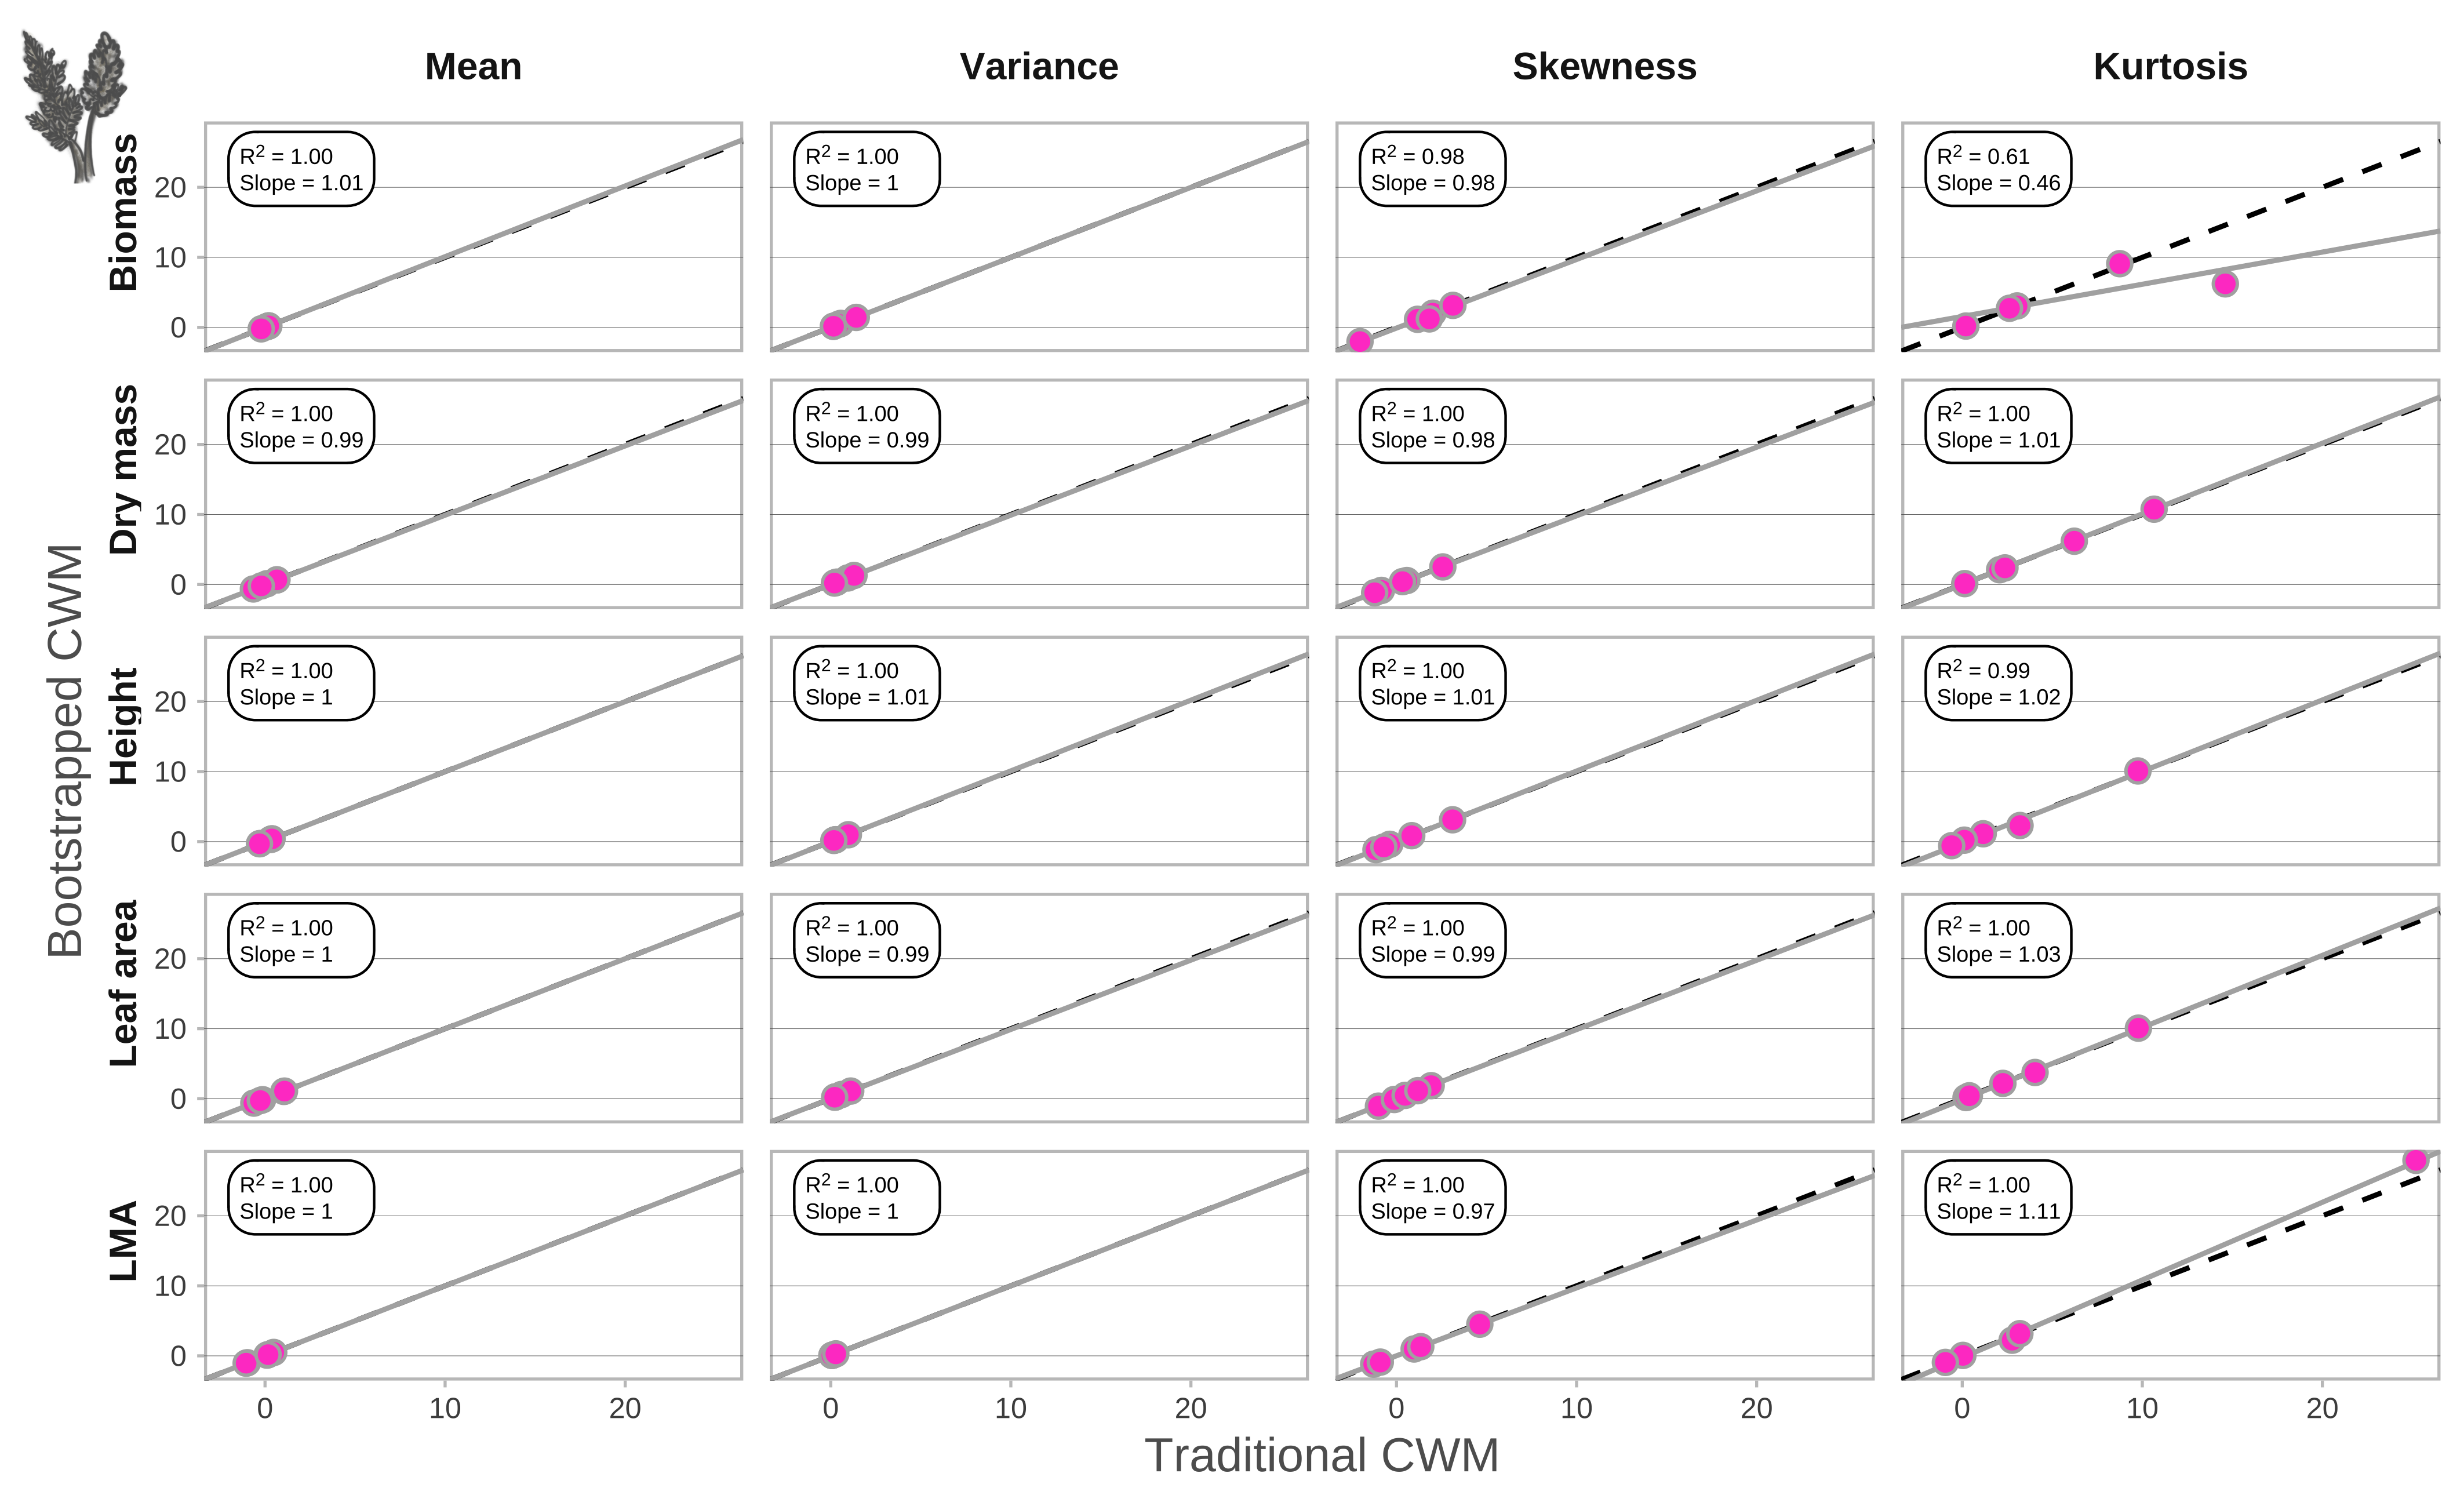 Mean Variance Skewness Kurtosis
Bootstrapped CWM
Biomass
20
10
0
R² = 1.00
Slope = 1.01
R² = 1.00
Slope = 1
R² = 0.98
Slope = 0.98
R² = 0.61
Slope = 0.46
Dry mass
20
10
0
R² = 1.00
Slope = 0.99
R² = 1.00
Slope = 0.99
R² = 1.00
Slope = 0.98
R² = 1.00
Slope = 1.01
Height
20
10
0
R² = 1.00
Slope = 1
R² = 1.00
Slope = 1.01
R² = 1.00
Slope = 1.01
R² = 0.99
Slope = 1.02
Leaf area
20
10
0
R² = 1.00
Slope = 1
R² = 1.00
Slope = 0.99
R² = 1.00
Slope = 0.99
R² = 1.00
Slope = 1.03
LMA
20
10
0
R² = 1.00
Slope = 1
R² = 1.00
Slope = 1
R² = 1.00
Slope = 0.97
R² = 1.00
Slope = 1.11
0 10 20 0 10 20 0 10 20 0 10 20
Traditional CWM